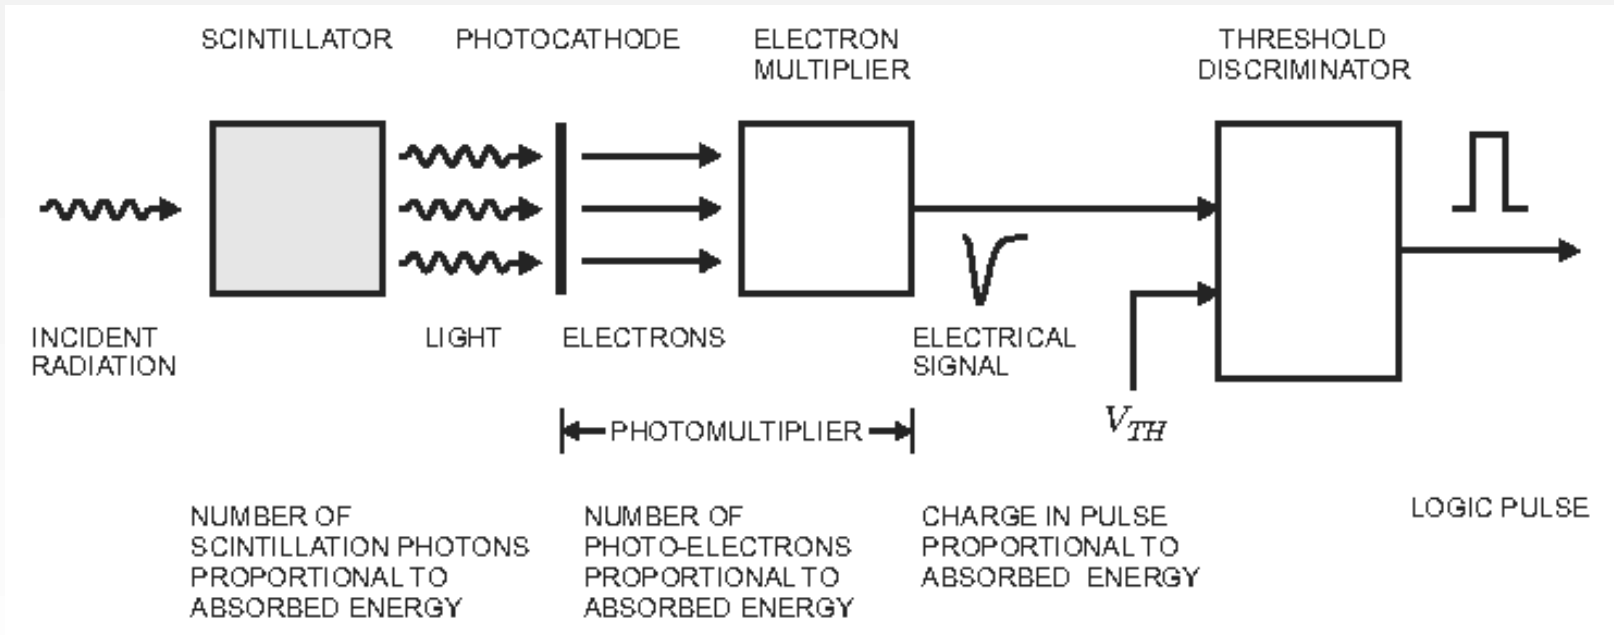 SCINTILLATOR
PHOTOCATHODE
ELECTRON
MULTIPLIER
THRESHOLD
DISCRIMINATOR
INCIDENT
RADIATION
LIGHT
ELECTRONS
ELECTRICAL
SIGNAL
V_TH
PHOTOMULTIPLIER
NUMBER OF
SCINTILLATION PHOTONS
PROPORTIONAL TO
ABSORBED ENERGY
NUMBER OF
PHOTO-ELECTRONS
PROPORTIONAL TO
ABSORBED ENERGY
CHARGE IN PULSE
PROPORTIONAL TO
ABSORBED ENERGY
LOGIC PULSE